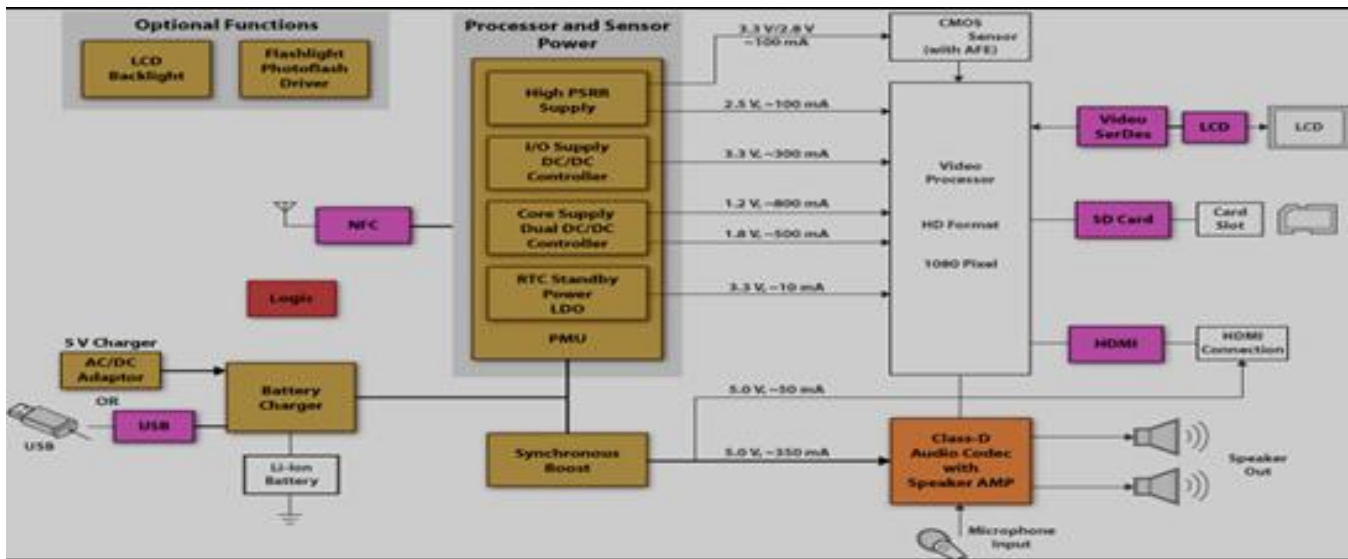 Optional Functions
LCD
Backlight
Flashlight
Photoflash
Driver
Processor and Sensor
Power
High PSRR
Supply
I/O Supply
DC/DC
Controller
Core Supply
Dual DC/DC
Controller
RTC Standby
Power
LDO
PMU
3.3 V/2.8 V
~100 mA
2.5 V, ~100 mA
3.3 V, ~300 mA
1.2 V, ~800 mA
1.8 V, ~500 mA
3.3 V, ~10 mA
CMOS
Sensor
(with AFE)
Video
Processor
HD Format
1080 Pixel
Video
SerDes
LCD
LCD
SD Card
Card
Slot
HDMI
HDMI
Connection
NFC
Logic
5 V Charger
AC/DC
Adaptor
OR
USB
USB
Battery
Charger
Li-Ion
Battery
Synchronous
Boost
5.0 V, ~50 mA
5.0 V, ~350 mA
Class-D
Audio Codec
with
Speaker AMP
Speaker
Out
Microphone
Input